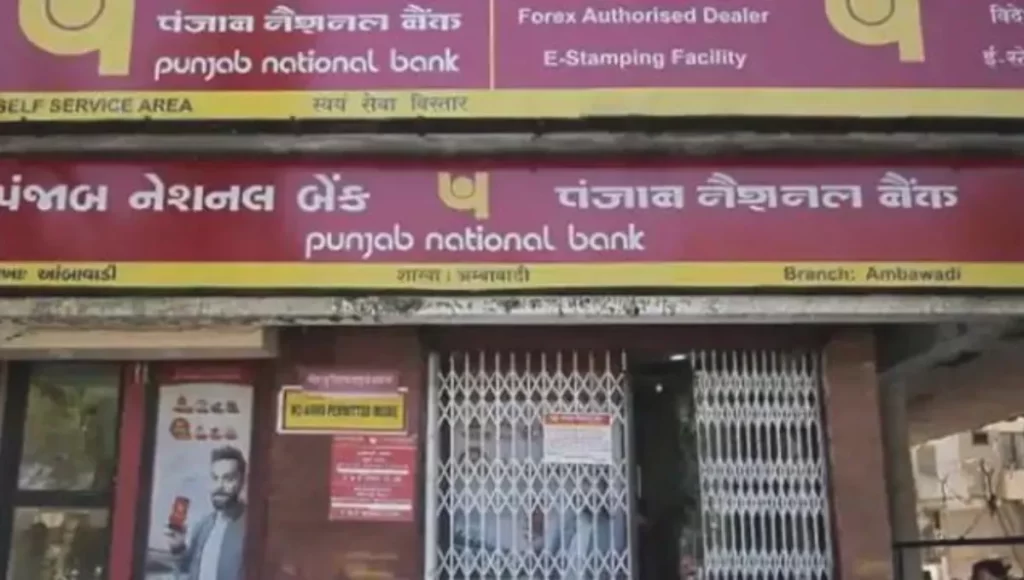 पंजाब नैशनल बैंक
punjab national bank
Forex Authorised Dealer
E-Stamping Facility
विदे
ई-स्टे
SELF SERVICE AREA
स्वयं सेवा विस्तार
પંજાબ નેશનલ બેંક
पंजाब नैशनल बैंक
punjab national bank
આંબાવાડી
शाखा : अम्बावादी
Branch: Ambawadi
NO ARMS PERMITTED INSIDE